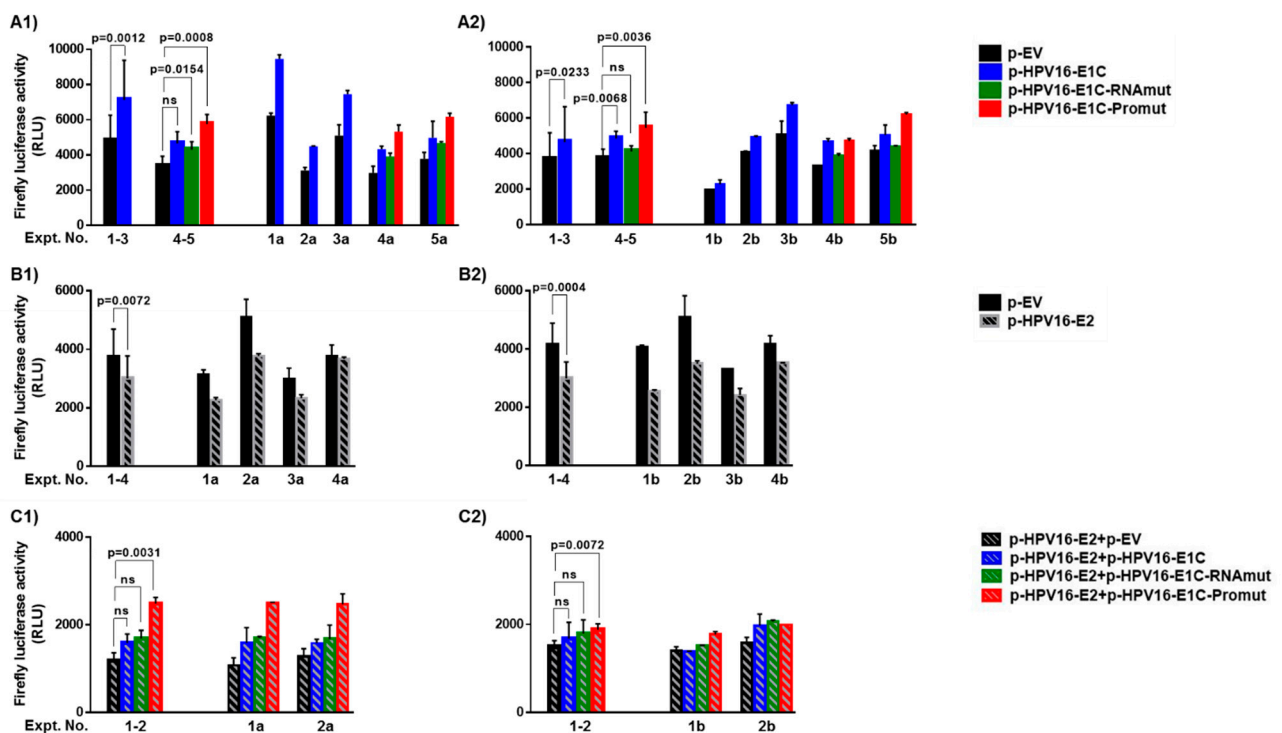 A1)
p=0.0012
p=0.0008
p=0.0154
ns
Firefly luciferase activity
(RLU)
10000
8000
6000
4000
2000
0
Expt. No.
1-3
4-5
1a
2a
3a
4a
5a
A2)
p=0.0233
p=0.0036
ns
p=0.0068
10000
8000
6000
4000
2000
0
1-3
4-5
1b
2b
3b
4b
5b
p-EV
p-HPV16-E1C
p-HPV16-E1C-RNAmut
p-HPV16-E1C-Promut
B1)
p=0.0072
Firefly luciferase activity
(RLU)
6000
4000
2000
0
Expt. No.
1-4
1a
2a
3a
4a
B2)
p=0.0004
6000
4000
2000
0
1-4
1b
2b
3b
4b
p-EV
p-HPV16-E2
C1)
p=0.0031
ns
ns
Firefly luciferase activity
(RLU)
4000
2000
0
Expt. No.
1-2
1a
2a
C2)
p=0.0072
ns
ns
4000
2000
0
1-2
1b
2b
p-HPV16-E2+p-EV
p-HPV16-E2+p-HPV16-E1C
p-HPV16-E2+p-HPV16-E1C-RNAmut
p-HPV16-E2+p-HPV16-E1C-Promut